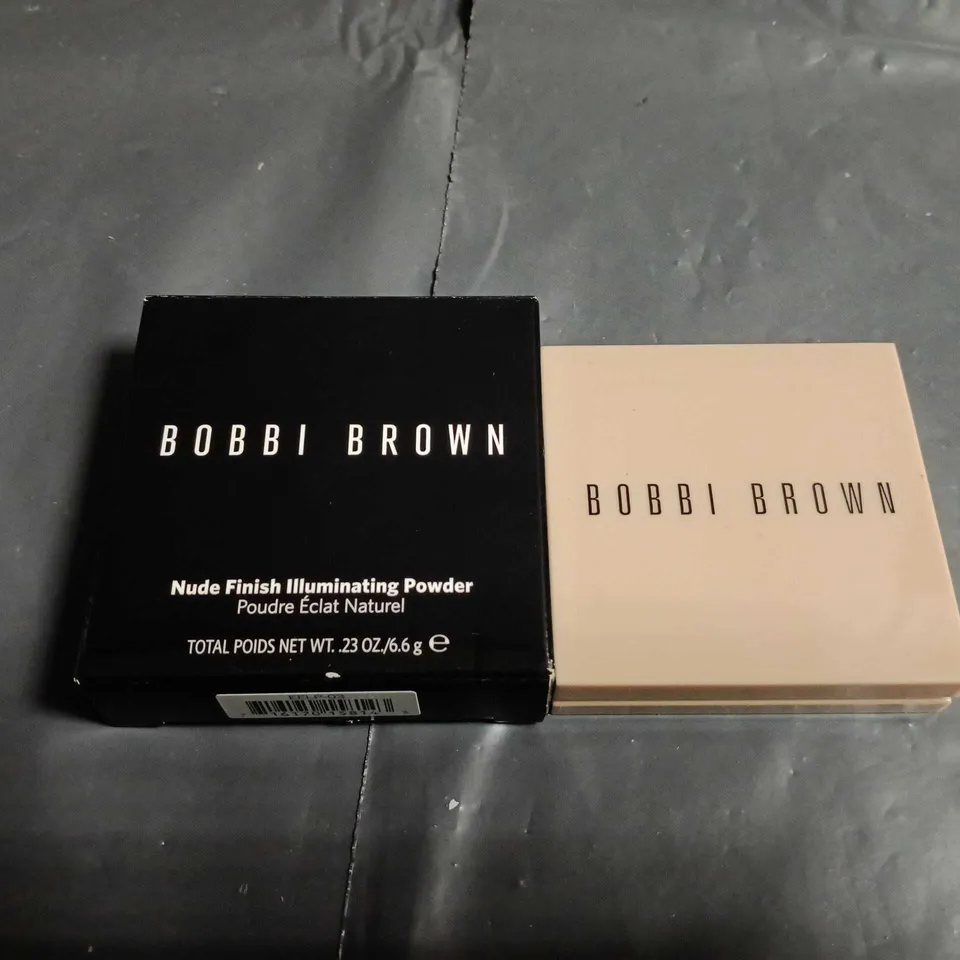 BOBBI BROWN
Nude Finish Illuminating Powder
Poudre Éclat Naturel
TOTAL POIDS NET WT. .23 OZ./6.6 g ℮
BOBBI BROWN